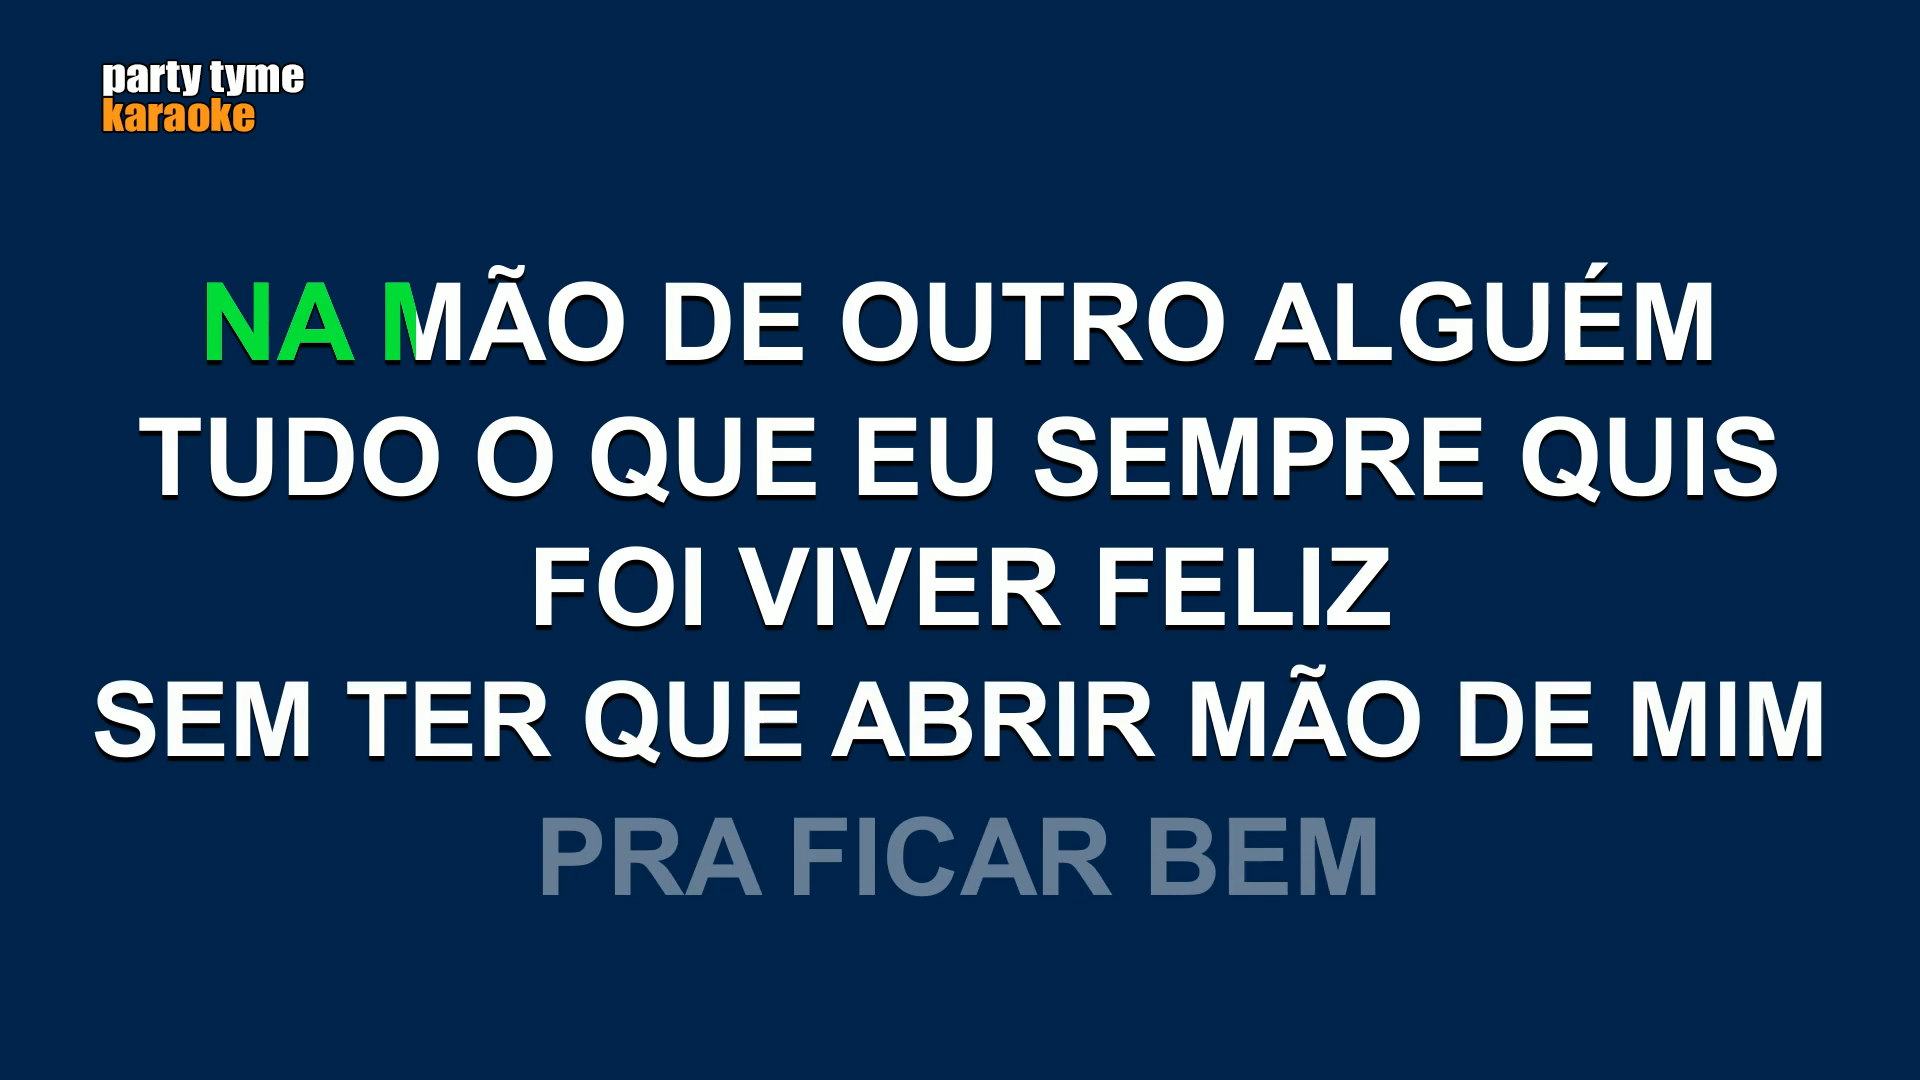 party tyme
karaoke
NA MÃO DE OUTRO ALGUÉM
TUDO O QUE EU SEMPRE QUIS
FOI VIVER FELIZ
SEM TER QUE ABRIR MÃO DE MIM
PRA FICAR BEM